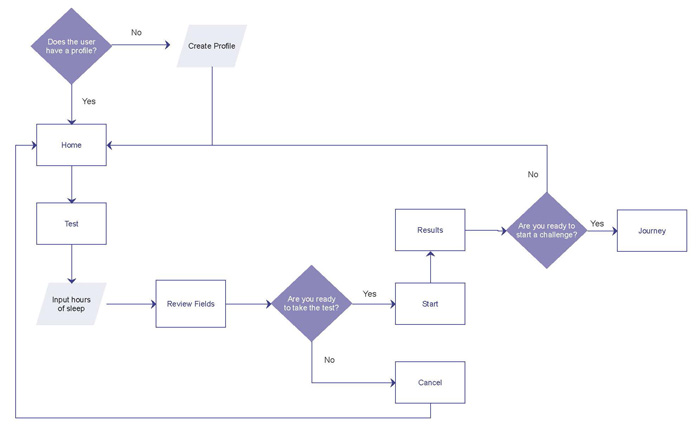 Does the user
have a profile?
No
Create Profile
Yes
Home
Test
Input hours
of sleep
Review Fields
Are you ready
to take the test?
Yes
Start
No
Cancel
Results
Are you ready to
start a challenge?
No
Yes
Journey